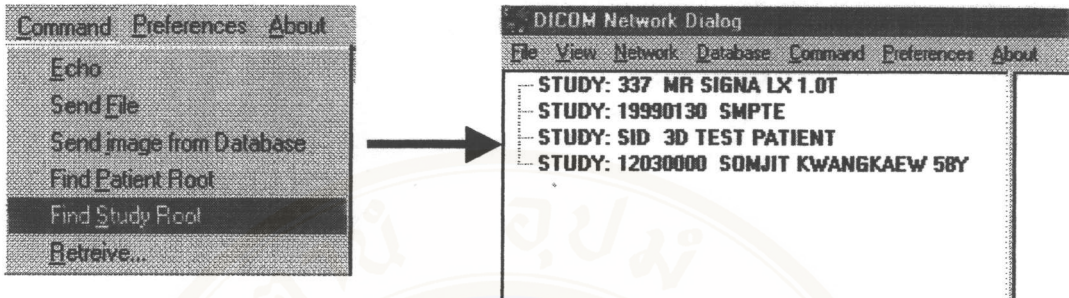 Command Preferences About
Echo
Send File
Send image from Database
Find Patient Root
Find Study Root
Retreive...
DICOM Network Dialog
File View Network Database Command Preferences About
STUDY: 337 MR SIGNA LX 1.0T
STUDY: 19990130 SMPTE
STUDY: SID 3D TEST PATIENT
STUDY: 12030000 SOMJIT KWANGKAEW 58Y